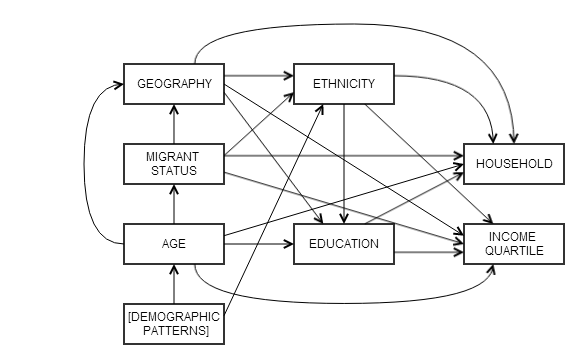 GEOGRAPHY
ETHNICITY
MIGRANT
STATUS
HOUSEHOLD
AGE
EDUCATION
INCOME
QUARTILE
[DEMOGRAPHIC
PATTERNS]